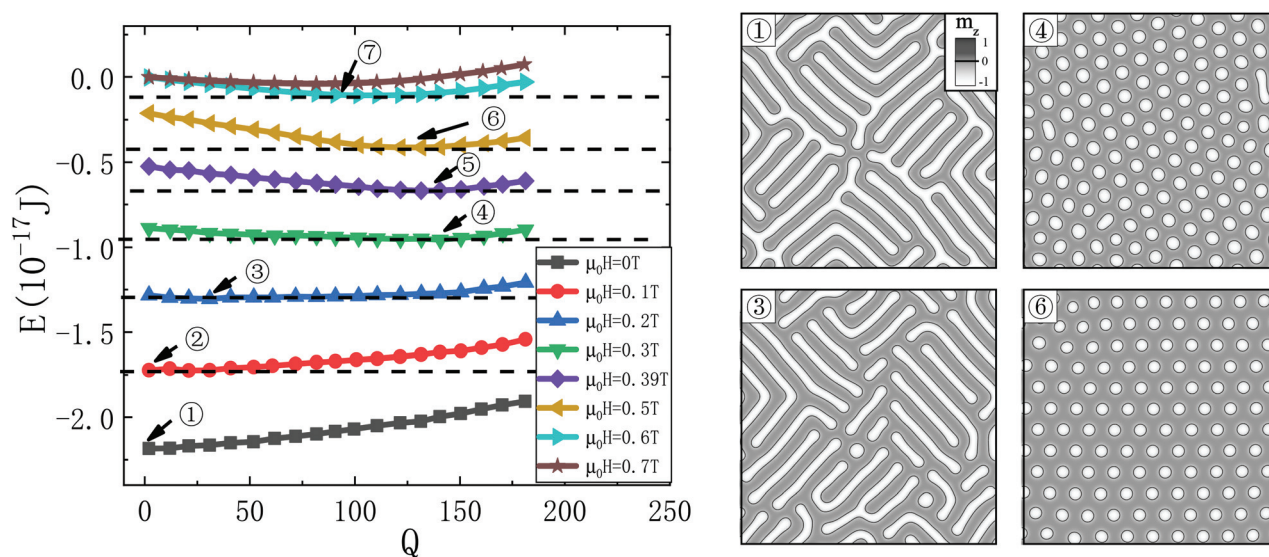 E(10⁻¹⁷J)
0.0
-0.5
-1.0
-1.5
-2.0
⑦
⑥
⑤
④
③
②
①
μ₀H=0T
μ₀H=0.1T
μ₀H=0.2T
μ₀H=0.3T
μ₀H=0.39T
μ₀H=0.5T
μ₀H=0.6T
μ₀H=0.7T
0 50 100 150 200 250
Q
①
m_z
1
0
-1
④
③
⑥